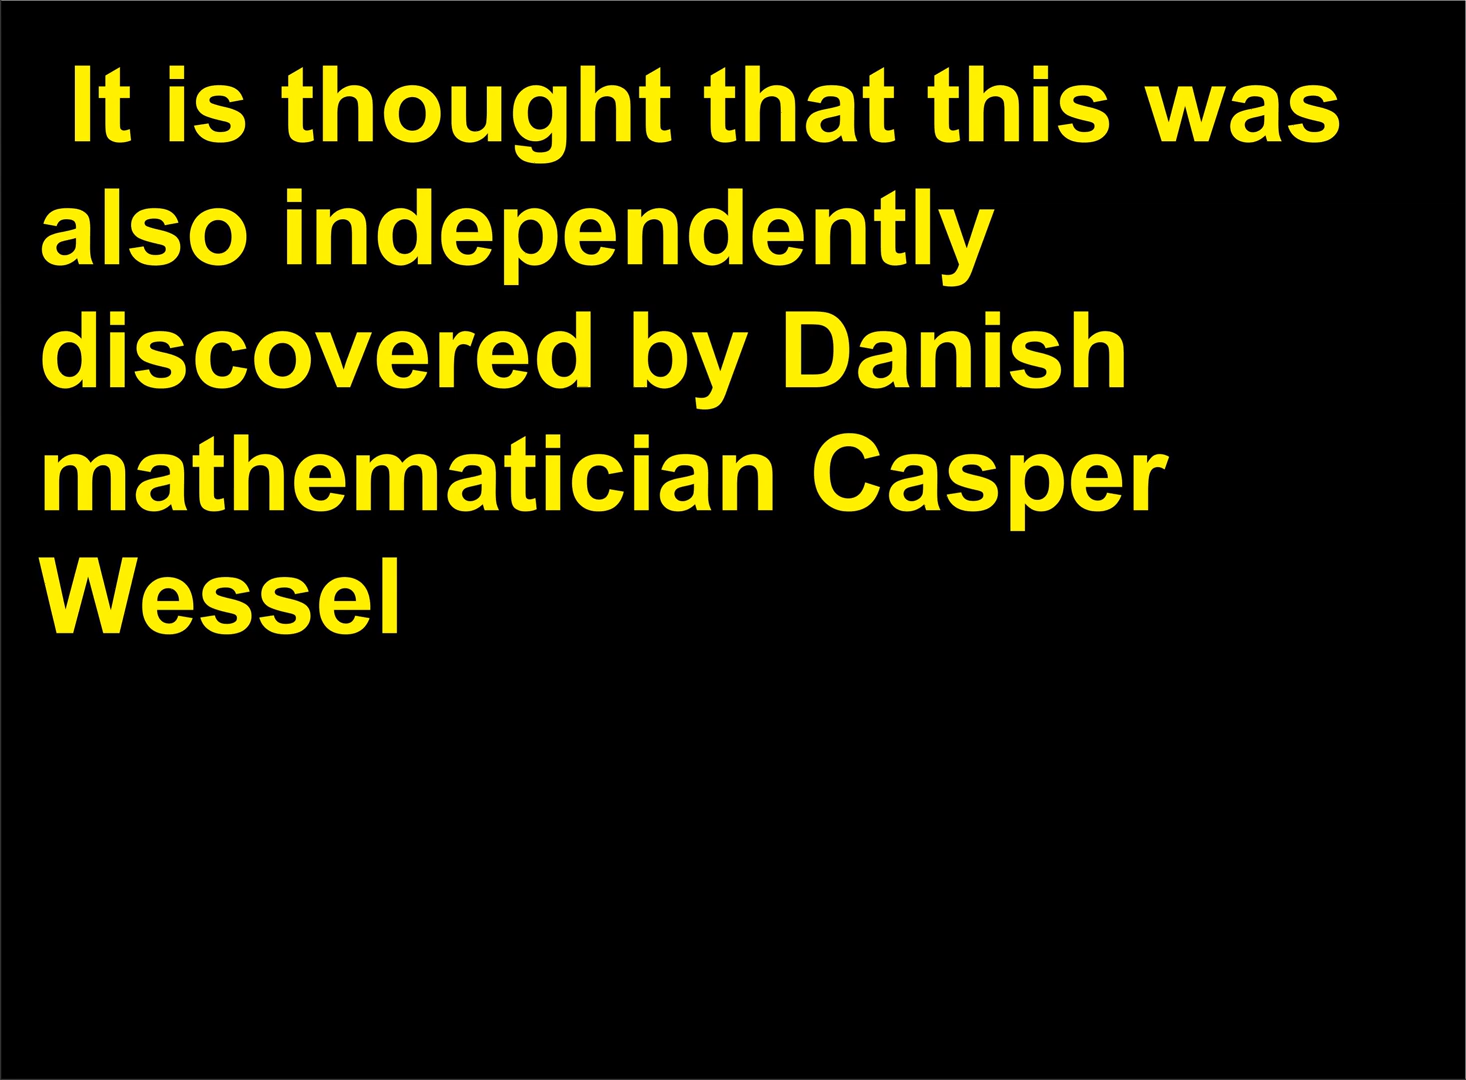 It is thought that this was
also independently
discovered by Danish
mathematician Casper
Wessel